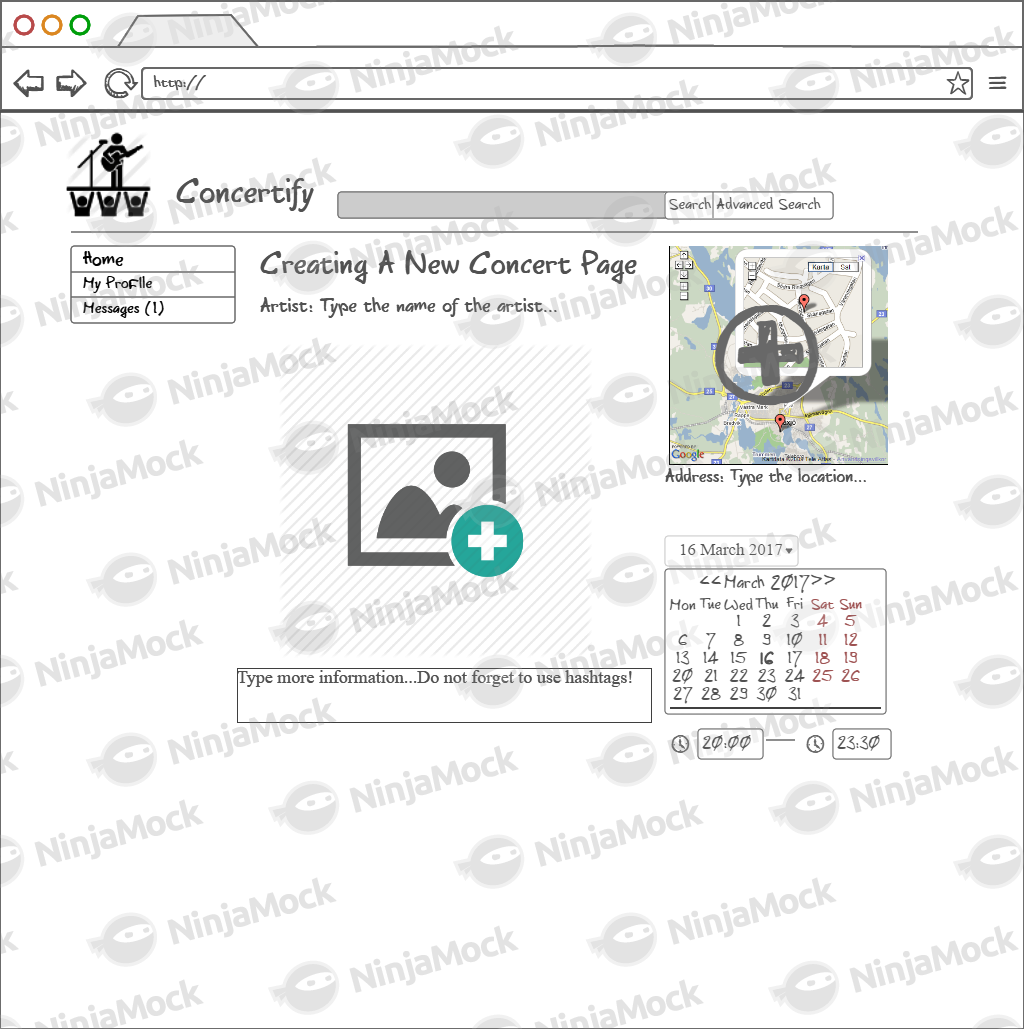 http://
Concertify
Search Advanced Search
Home
My Profile
Messages (1)
Creating A New Concert Page
Artist: Type the name of the artist...
Karta Sat
Google
Address: Type the location...
16 March 2017
<< March 2017>>
Mon Tue Wed Thu Fri Sat Sun
1 2 3 4 5
6 7 8 9 10 11 12
13 14 15 16 17 18 19
20 21 22 23 24 25 26
27 28 29 30 31
Type more information...Do not forget to use hashtags!
20:00 23:30
NinjaMock